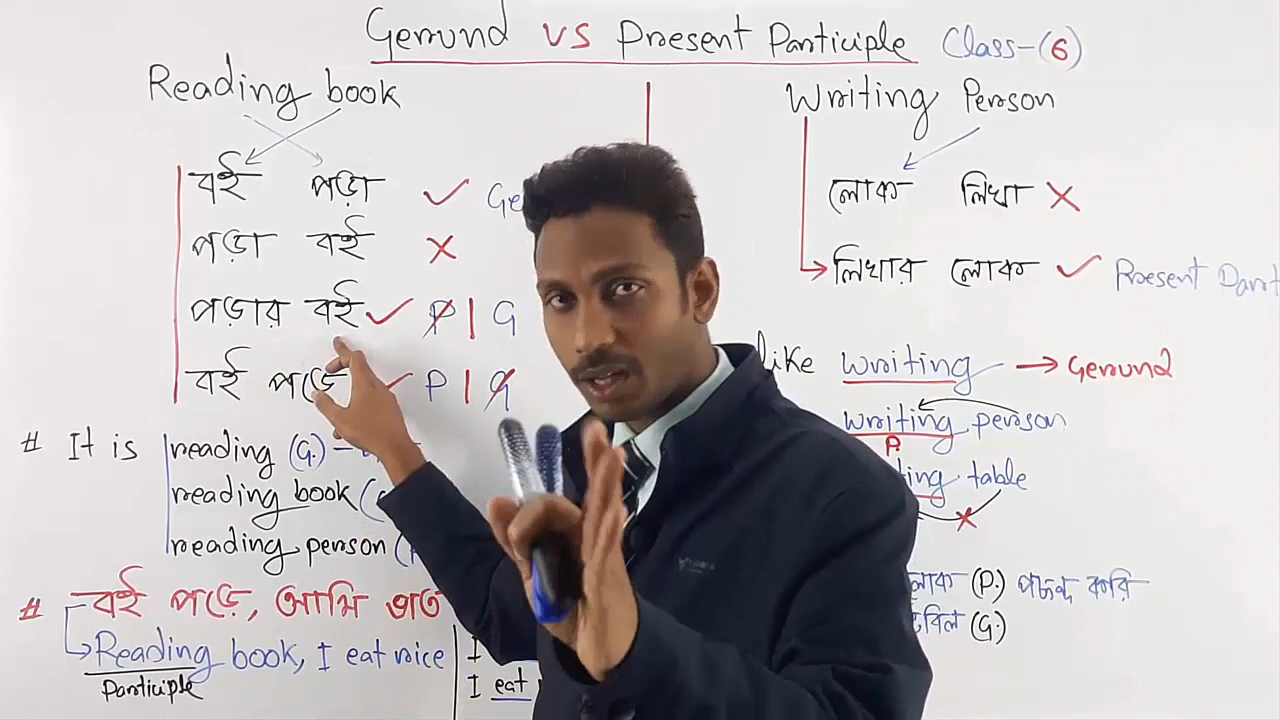 Gerund vs Present Participle Class-(6)
Reading book
বই পড়া ✓
পড়া বই ×
পড়ার বই ✓ P | G
বই পড়ে ✓ P | G
# It is reading (G.) –
reading book
reading person
# বই পড়ে, আমি ভাত
Reading book, I eat rice
Participle
I
I eat
Writing Person
লোক লিখা ×
লিখার লোক ✓ Present
like writing → Gerund
writing person
P.
table
×
লোক (P.) পছন্দ করি
(G.)